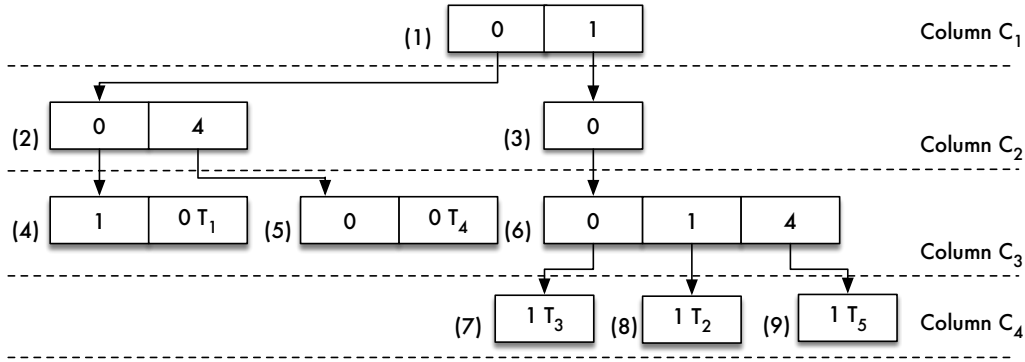 (1) 0 1 Column C₁
(2) 0 4 (3) 0 Column C₂
(4) 1 0 T₁ (5) 0 0 T₄ (6) 0 1 4 Column C₃
(7) 1 T₃ (8) 1 T₂ (9) 1 T₅ Column C₄